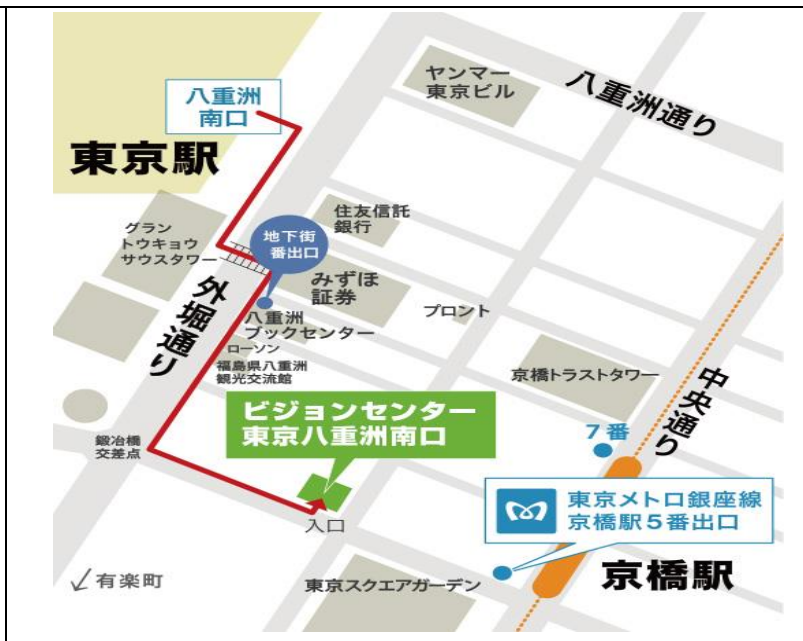 ヤンマー
東京ビル
八重洲通り
八重洲
南口
東京駅
住友信託
銀行
グラン
トウキョウ
サウスタワー
地下街
番出口
みずほ
証券
外堀通り
八重洲
ブックセンター
プロント
ローソン
福島県八重洲
観光交流館
京橋トラストタワー
中央通り
ビジョンセンター
東京八重洲南口
7番
鍛冶橋
交差点
東京メトロ銀座線
京橋駅5番出口
入口
有楽町
東京スクエアガーデン
京橋駅